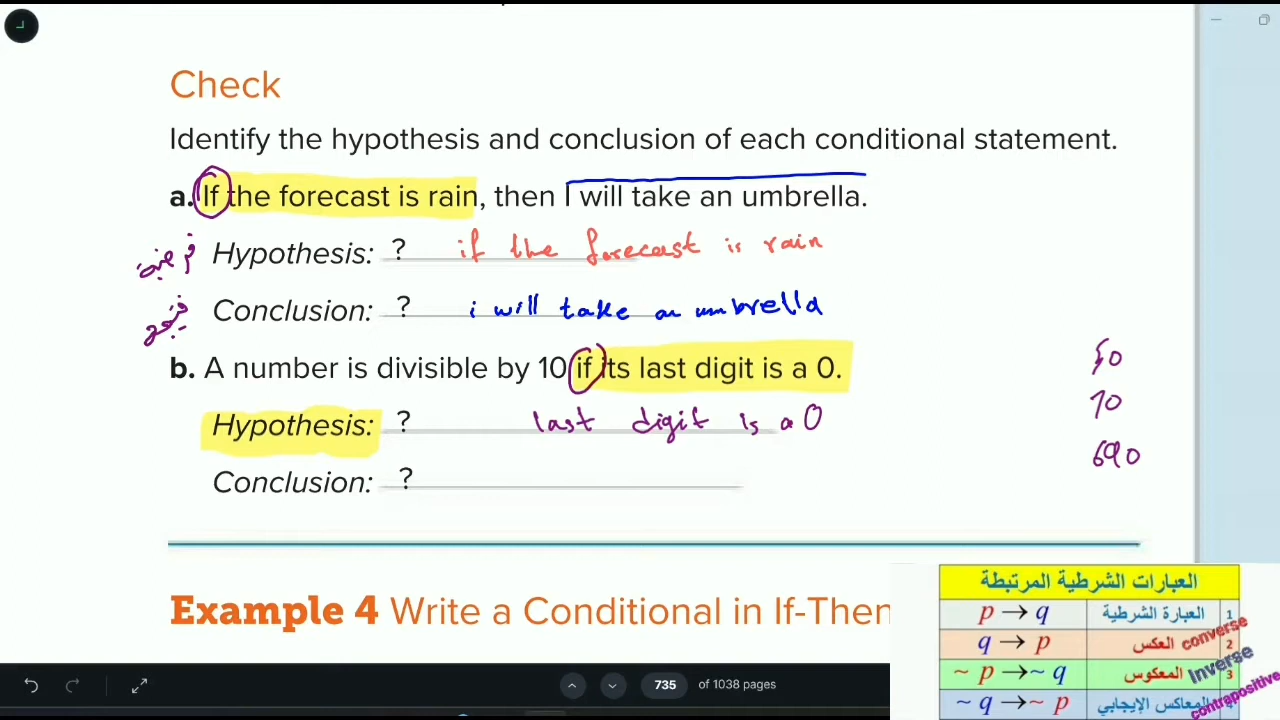 Check
Identify the hypothesis and conclusion of each conditional statement.
a. If the forecast is rain, then I will take an umbrella.
Hypothesis: ? if the forecast is rain
Conclusion: ? i will take an umbrella
b. A number is divisible by 10 if its last digit is a 0.
50
Hypothesis: ? last digit is a 0
70
Conclusion: ?
690
Example 4 Write a Conditional in If-Then
العبارات الشرطية المرتبطة
1 العبارة الشرطية p → q
2 العكس converse q → p
3 المعكوس Inverse ~ p →~ q
المعاكس الإيجابي contrapositive ~ q →~ p
735 of 1038 pages